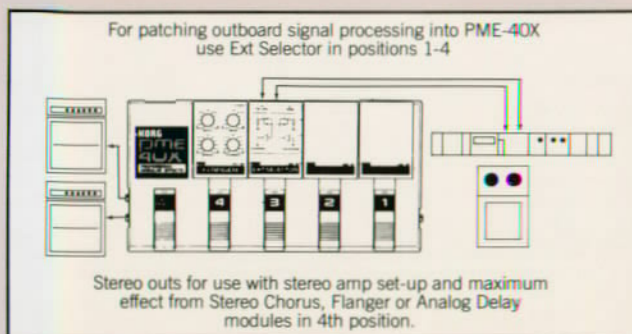 For patching outboard signal processing into PME-40X
use Ext Selector in positions 1-4
KORG
pme
40X
4
3
2
1
Stereo outs for use with stereo amp set-up and maximum
effect from Stereo Chorus, Flanger or Analog Delay
modules in 4th position.